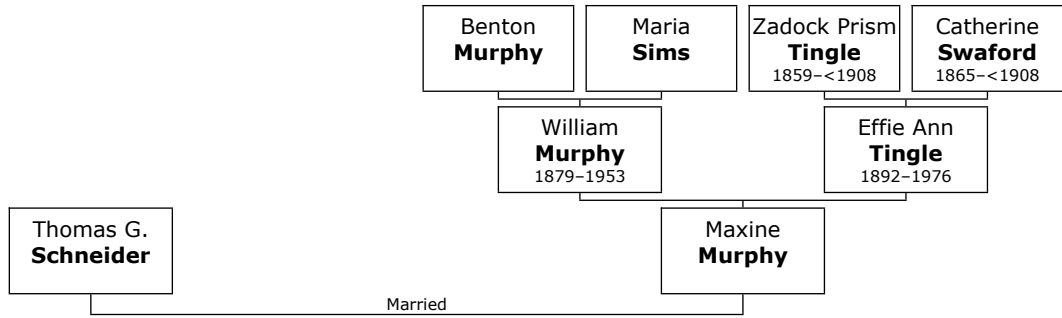 Benton
Murphy
Maria
Sims
Zadock Prism
Tingle
1859–<1908
Catherine
Swaford
1865–<1908
William
Murphy
1879–1953
Effie Ann
Tingle
1892–1976
Thomas G.
Schneider
Maxine
Murphy
Married